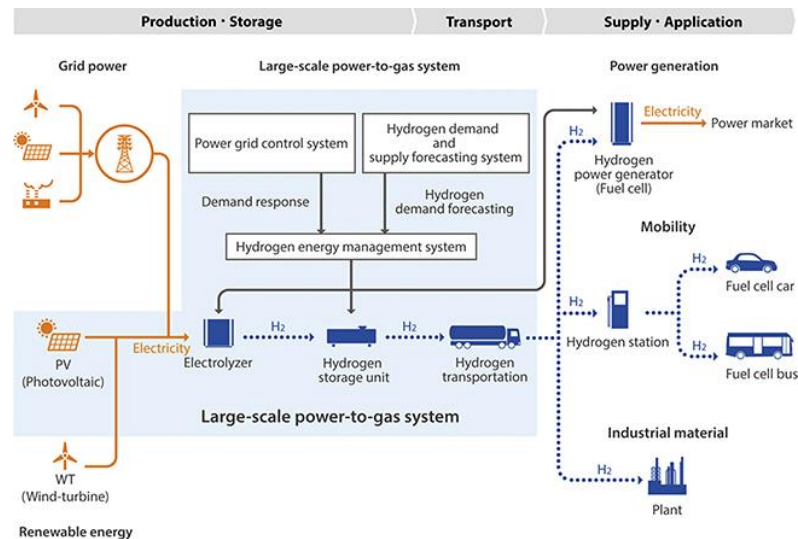 Production・Storage
Transport
Supply・Application
Grid power
Large-scale power-to-gas system
Power generation
Power grid control system
Hydrogen demand
and
supply forecasting system
H₂
Electricity
Power market
Hydrogen
power generator
(Fuel cell)
Demand response
Hydrogen
demand forecasting
Hydrogen energy management system
Mobility
H₂
Fuel cell car
H₂
Hydrogen station
H₂
Fuel cell bus
Electricity
PV
(Photovoltaic)
Electrolyzer
H₂
Hydrogen
storage unit
H₂
Hydrogen
transportation
Large-scale power-to-gas system
Industrial material
H₂
Plant
WT
(Wind-turbine)
Renewable energy